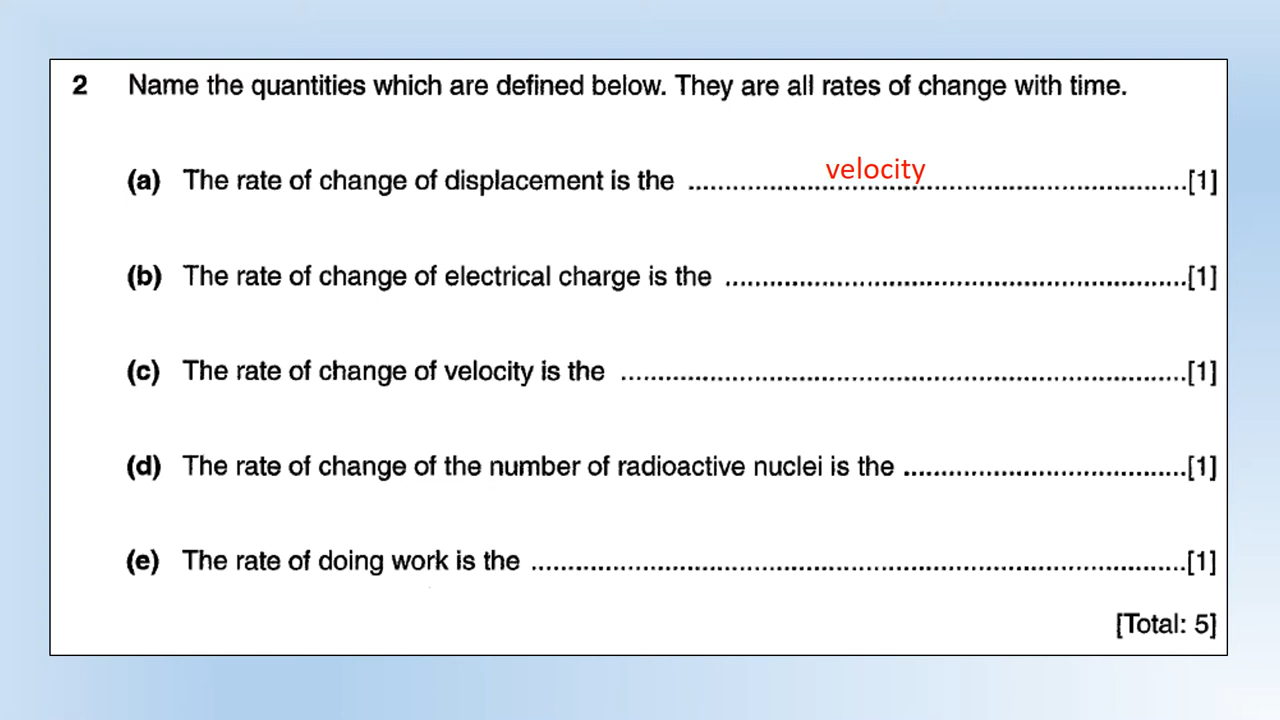 2 Name the quantities which are defined below. They are all rates of change with time.
(a) The rate of change of displacement is the ........ velocity ........[1]
(b) The rate of change of electrical charge is the ................[1]
(c) The rate of change of velocity is the ................[1]
(d) The rate of change of the number of radioactive nuclei is the ................[1]
(e) The rate of doing work is the ................[1]
[Total: 5]